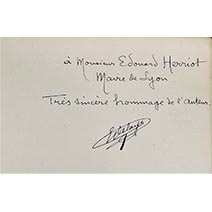 à Monsieur Edouard Herriot
Maire de Lyon
Très sincère hommage de l'Auteur